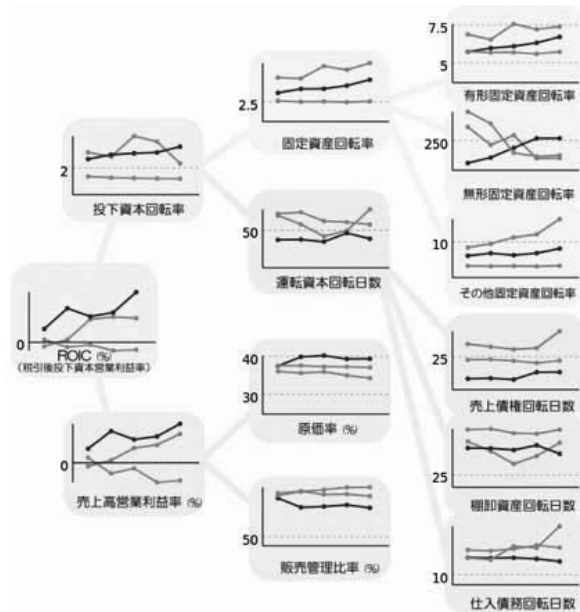 7.5
5
有形固定資産回転率
2.5
固定資産回転率
250
無形固定資産回転率
2
投下資本回転率
50
運転資本回転日数
10
その他固定資産回転率
0
ROIC (%)
(税引後投下資本営業利益率)
40
30
原価率 (%)
25
売上債権回転日数
0
売上高営業利益率 (%)
50
販売管理比率 (%)
25
棚卸資産回転日数
10
仕入債務回転日数